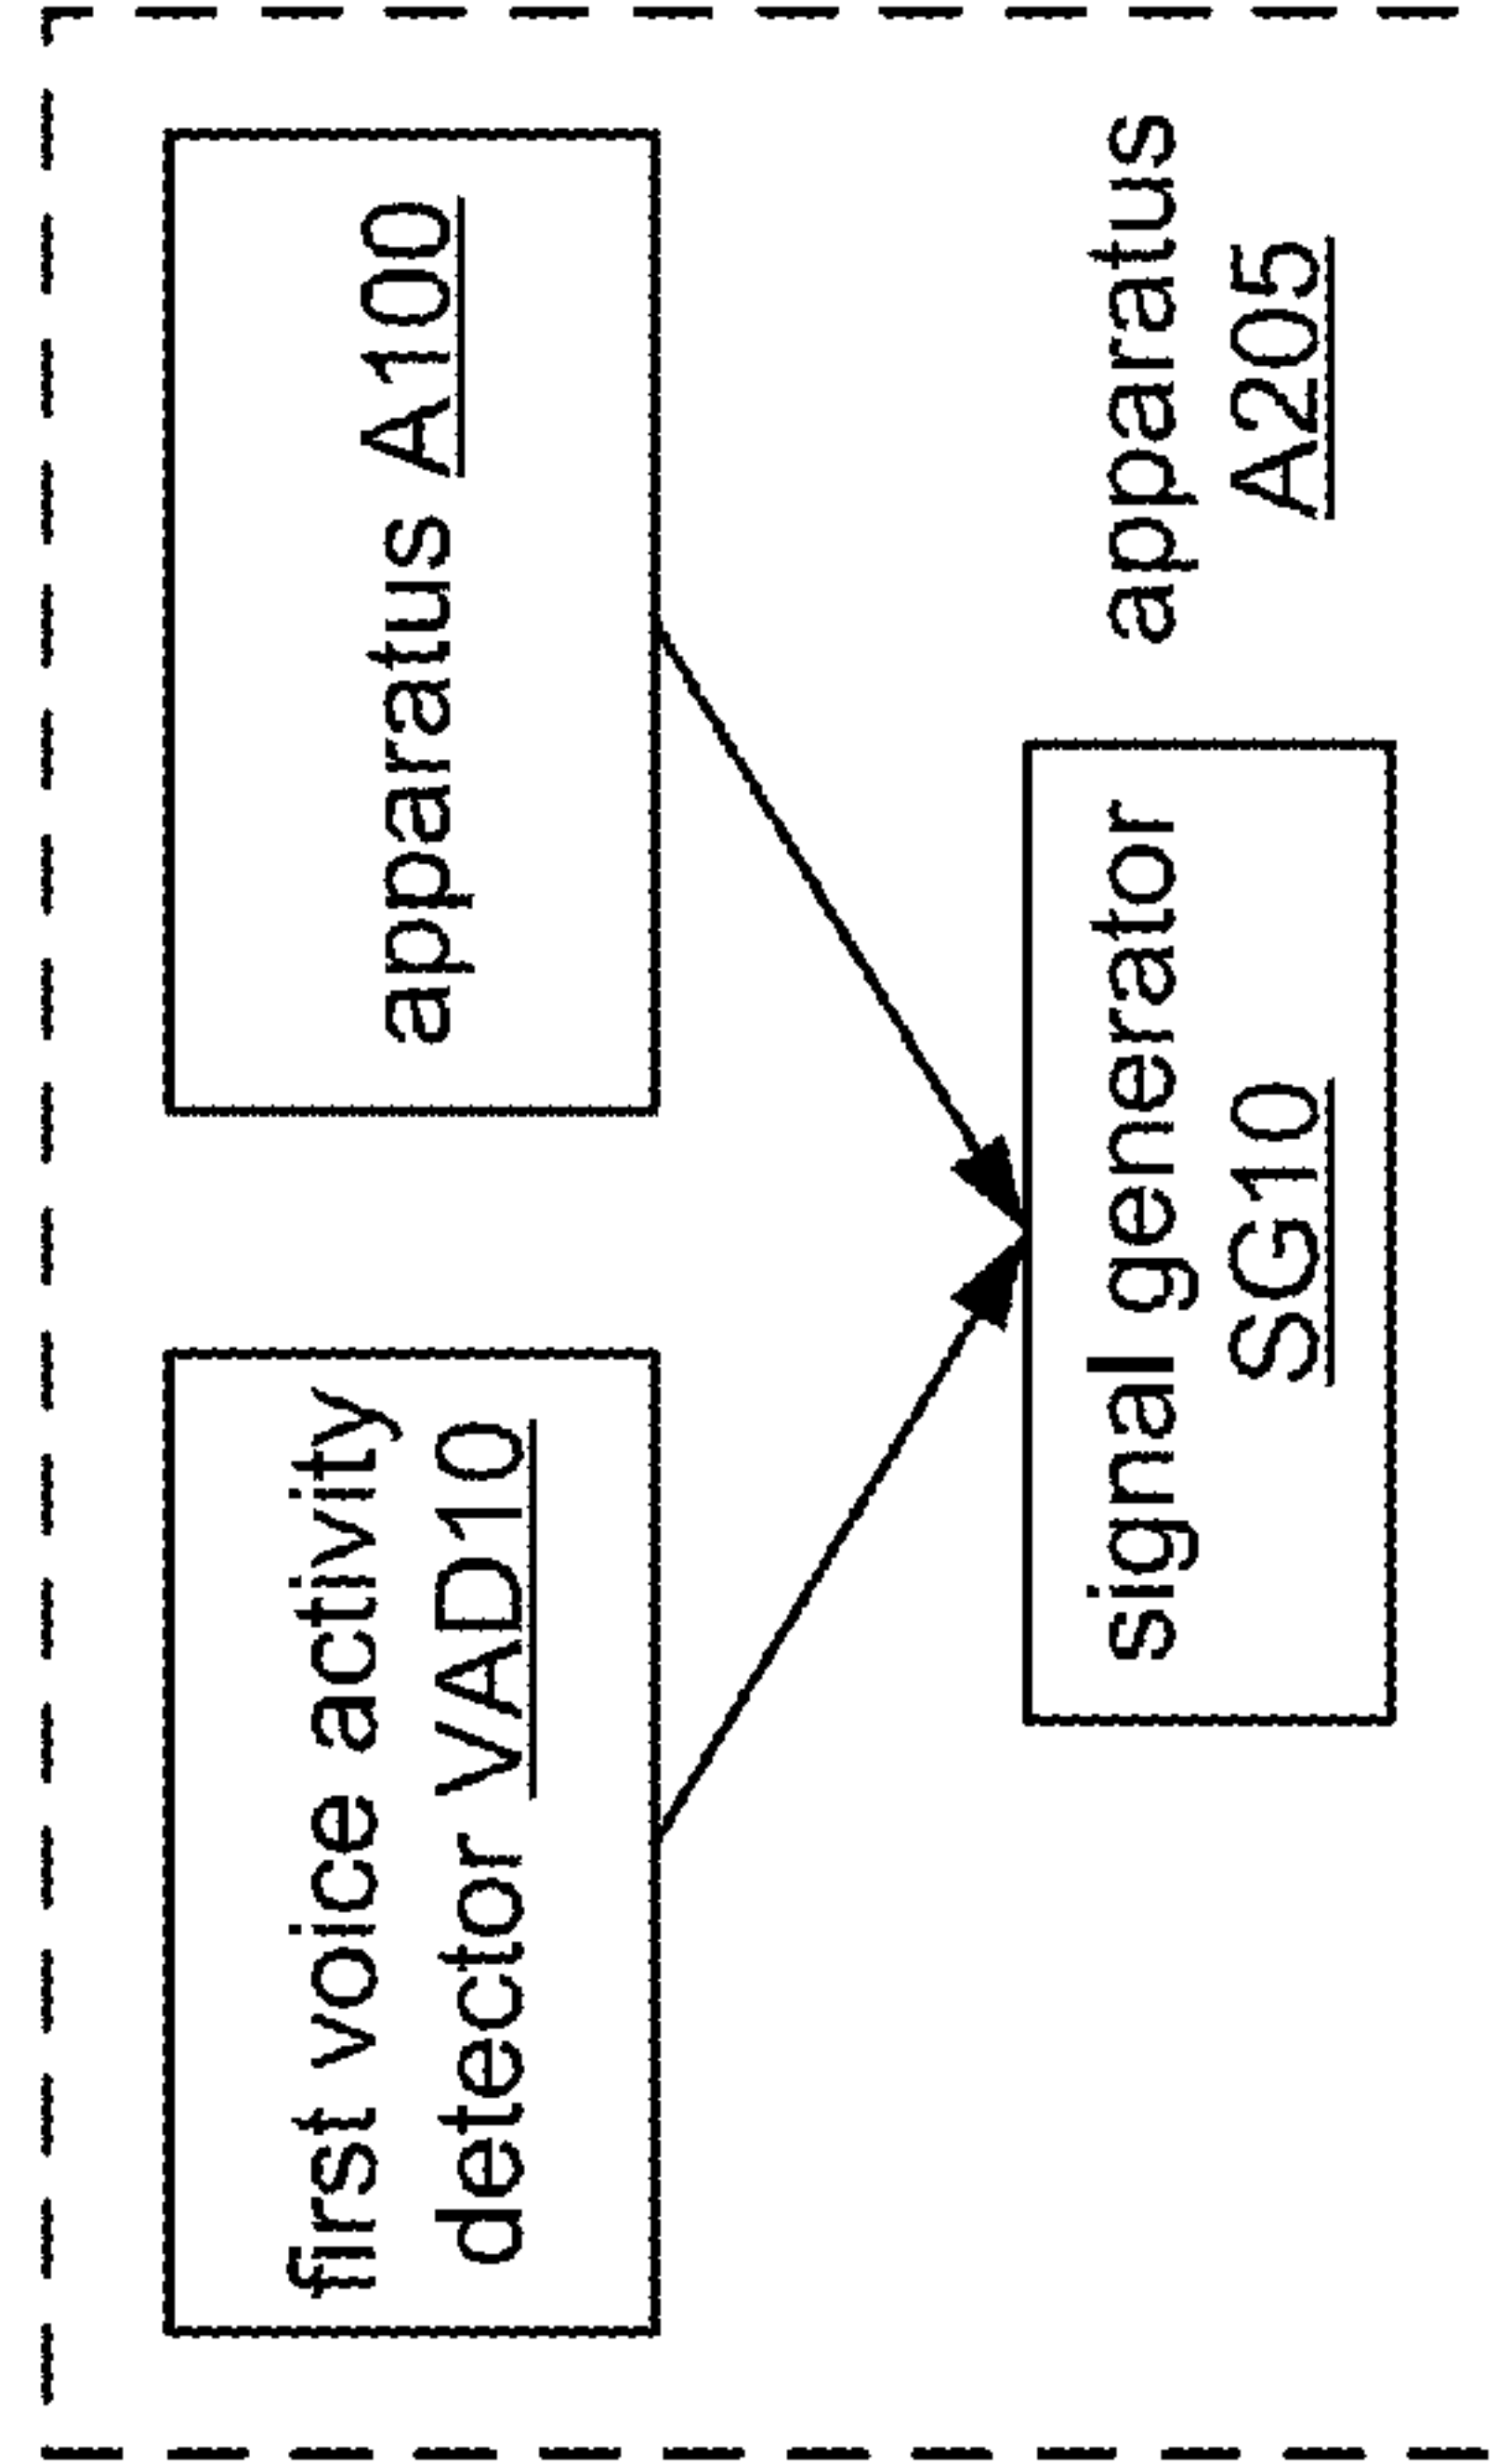 first voice activity
detector VAD10
apparatus A100
signal generator
SG10
apparatus
A205